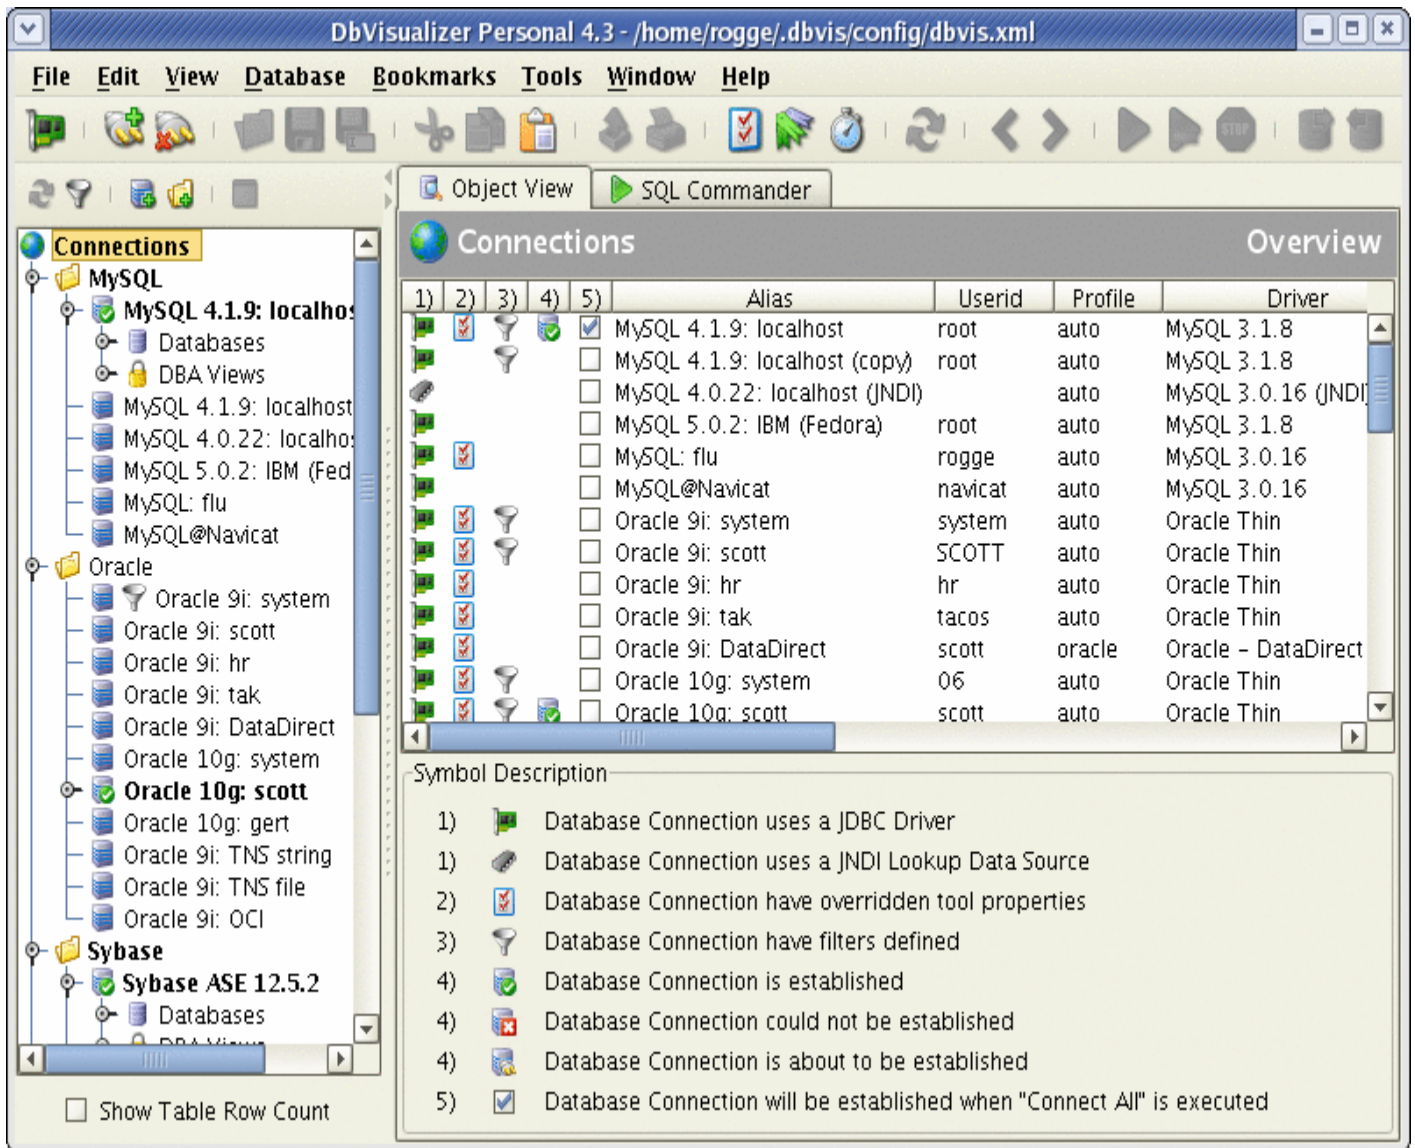 DbVisualizer Personal 4.3 - /home/rogge/.dbvis/config/dbvis.xml
File Edit View Database Bookmarks Tools Window Help
STOP
Object View SQL Commander
Connections
MySQL
MySQL 4.1.9: localhos
Databases
DBA Views
MySQL 4.1.9: localhost
MySQL 4.0.22: localho
MySQL 5.0.2: IBM (Fed
MySQL: flu
MySQL@Navicat
Oracle
Oracle 9i: system
Oracle 9i: scott
Oracle 9i: hr
Oracle 9i: tak
Oracle 9i: DataDirect
Oracle 10g: system
Oracle 10g: scott
Oracle 10g: gert
Oracle 9i: TNS string
Oracle 9i: TNS file
Oracle 9i: OCI
Sybase
Sybase ASE 12.5.2
Databases
DBA Views
Show Table Row Count
Connections Overview
1) 2) 3) 4) 5) Alias Userid Profile Driver
MySQL 4.1.9: localhost root auto MySQL 3.1.8
MySQL 4.1.9: localhost (copy) root auto MySQL 3.1.8
MySQL 4.0.22: localhost (JNDI) auto MySQL 3.0.16 (JNDI)
MySQL 5.0.2: IBM (Fedora) root auto MySQL 3.1.8
MySQL: flu rogge auto MySQL 3.0.16
MySQL@Navicat navicat auto MySQL 3.0.16
Oracle 9i: system system auto Oracle Thin
Oracle 9i: scott SCOTT auto Oracle Thin
Oracle 9i: hr hr auto Oracle Thin
Oracle 9i: tak tacos auto Oracle Thin
Oracle 9i: DataDirect scott oracle Oracle - DataDirect
Oracle 10g: system 06 auto Oracle Thin
Oracle 10g: scott scott auto Oracle Thin
Symbol Description
1) Database Connection uses a JDBC Driver
1) Database Connection uses a JNDI Lookup Data Source
2) Database Connection have overridden tool properties
3) Database Connection have filters defined
4) Database Connection is established
4) Database Connection could not be established
4) Database Connection is about to be established
5) Database Connection will be established when "Connect All" is executed